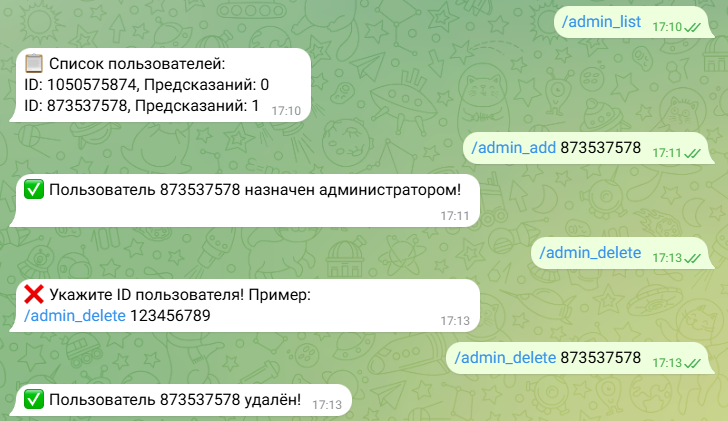 /admin_list 17:10
📋 Список пользователей:
ID: 1050575874, Предсказаний: 0
ID: 873537578, Предсказаний: 1 17:10
/admin_add 873537578 17:11
✅ Пользователь 873537578 назначен администратором!
17:11
/admin_delete 17:13
❌ Укажите ID пользователя! Пример:
/admin_delete 123456789 17:13
/admin_delete 873537578 17:13
✅ Пользователь 873537578 удалён! 17:13